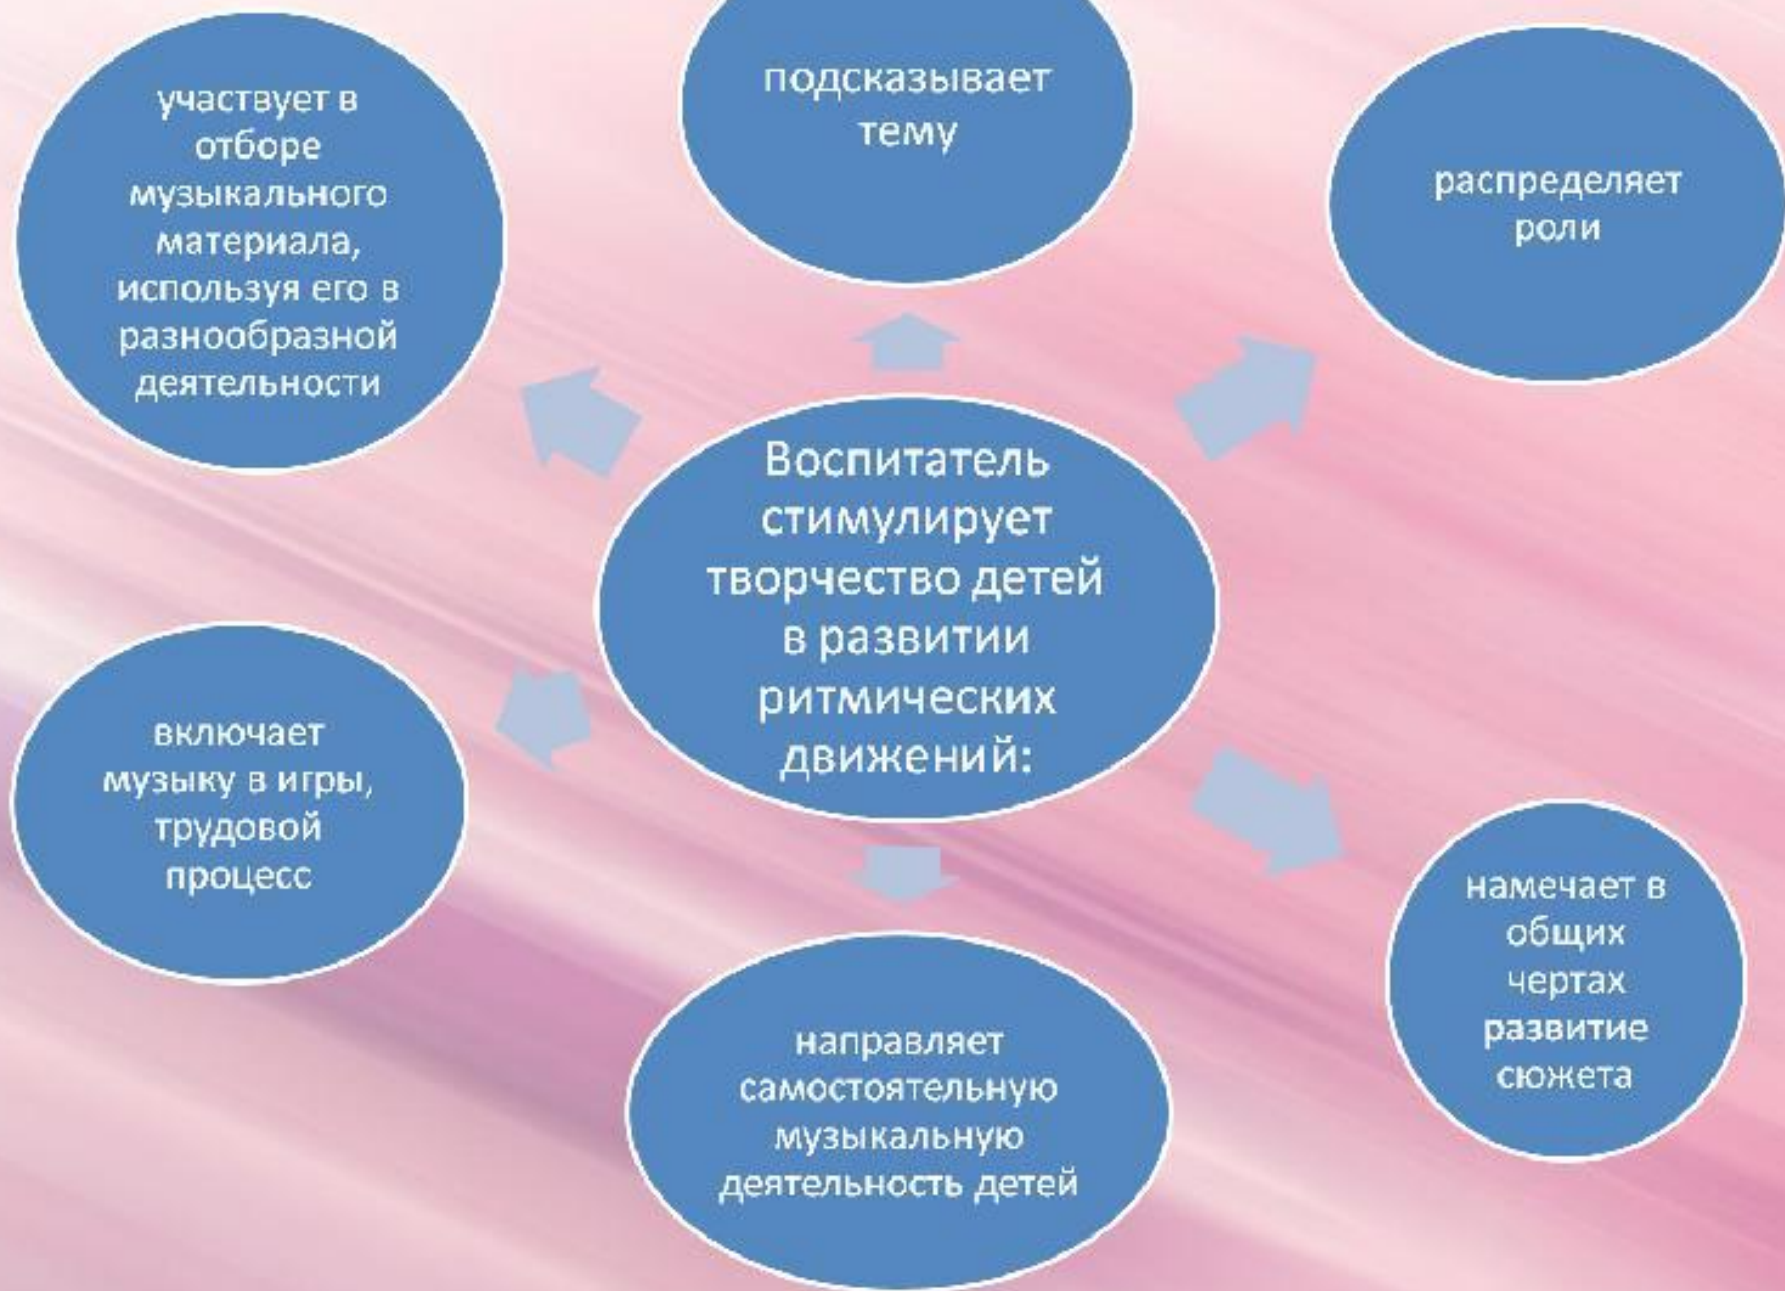 подсказывает
тему
участвует в
отборе
музыкального
материала,
используя его в
разнообразной
деятельности
распределяет
роли
Воспитатель
стимулирует
творчество детей
в развитии
ритмических
движений:
включает
музыку в игры,
трудовой
процесс
намечает в
общих
чертах
развитие
сюжета
направляет
самостоятельную
музыкальную
деятельность детей